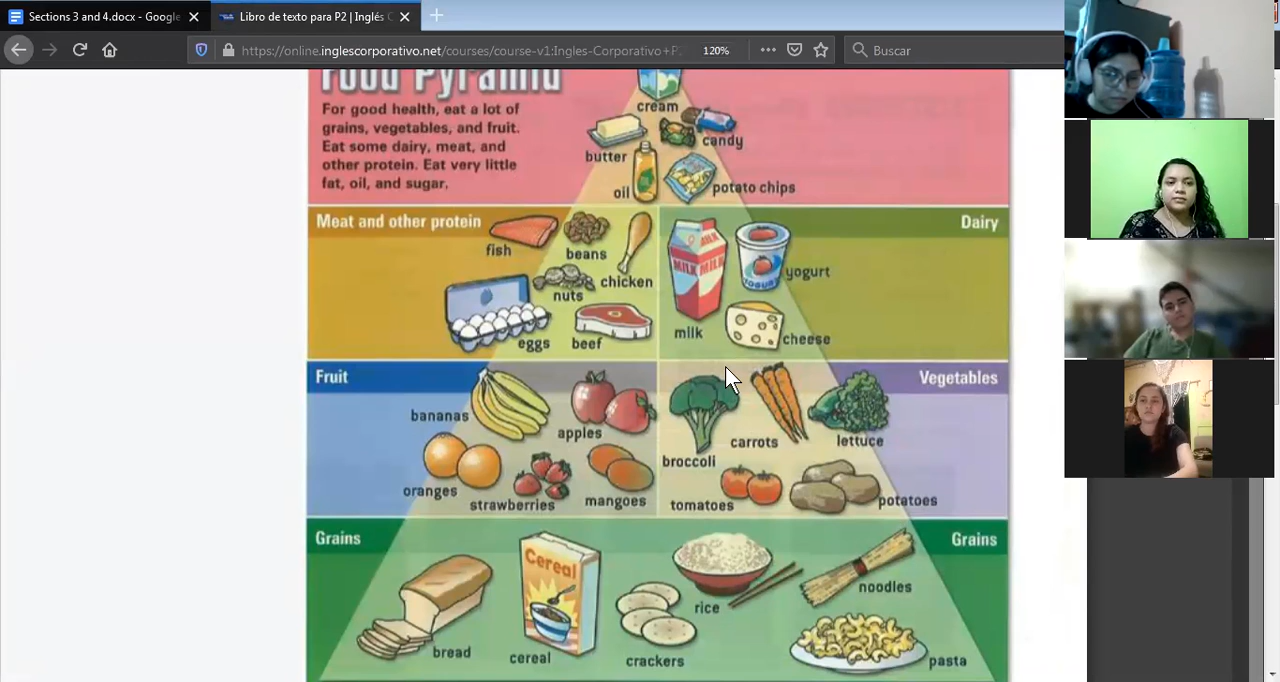 Sections 3 and 4.docx - Google
Libro de texto para P2 | Inglés C
https://online.inglescorporativo.net/courses/course-v1:Ingles-Corporativo+P
120%
Buscar
Food Pyramid
For good health, eat a lot of
grains, vegetables, and fruit.
Eat some dairy, meat, and
other protein. Eat very little
fat, oil, and sugar.
cream
butter
candy
oil
potato chips
Meat and other protein
Dairy
fish
beans
chicken
nuts
eggs
beef
MILK MILK
milk
YOGURT
yogurt
cheese
Fruit
Vegetables
bananas
apples
oranges
strawberries
mangoes
broccoli
carrots
lettuce
tomatoes
potatoes
Grains
Grains
Cereal
bread
cereal
crackers
rice
noodles
pasta